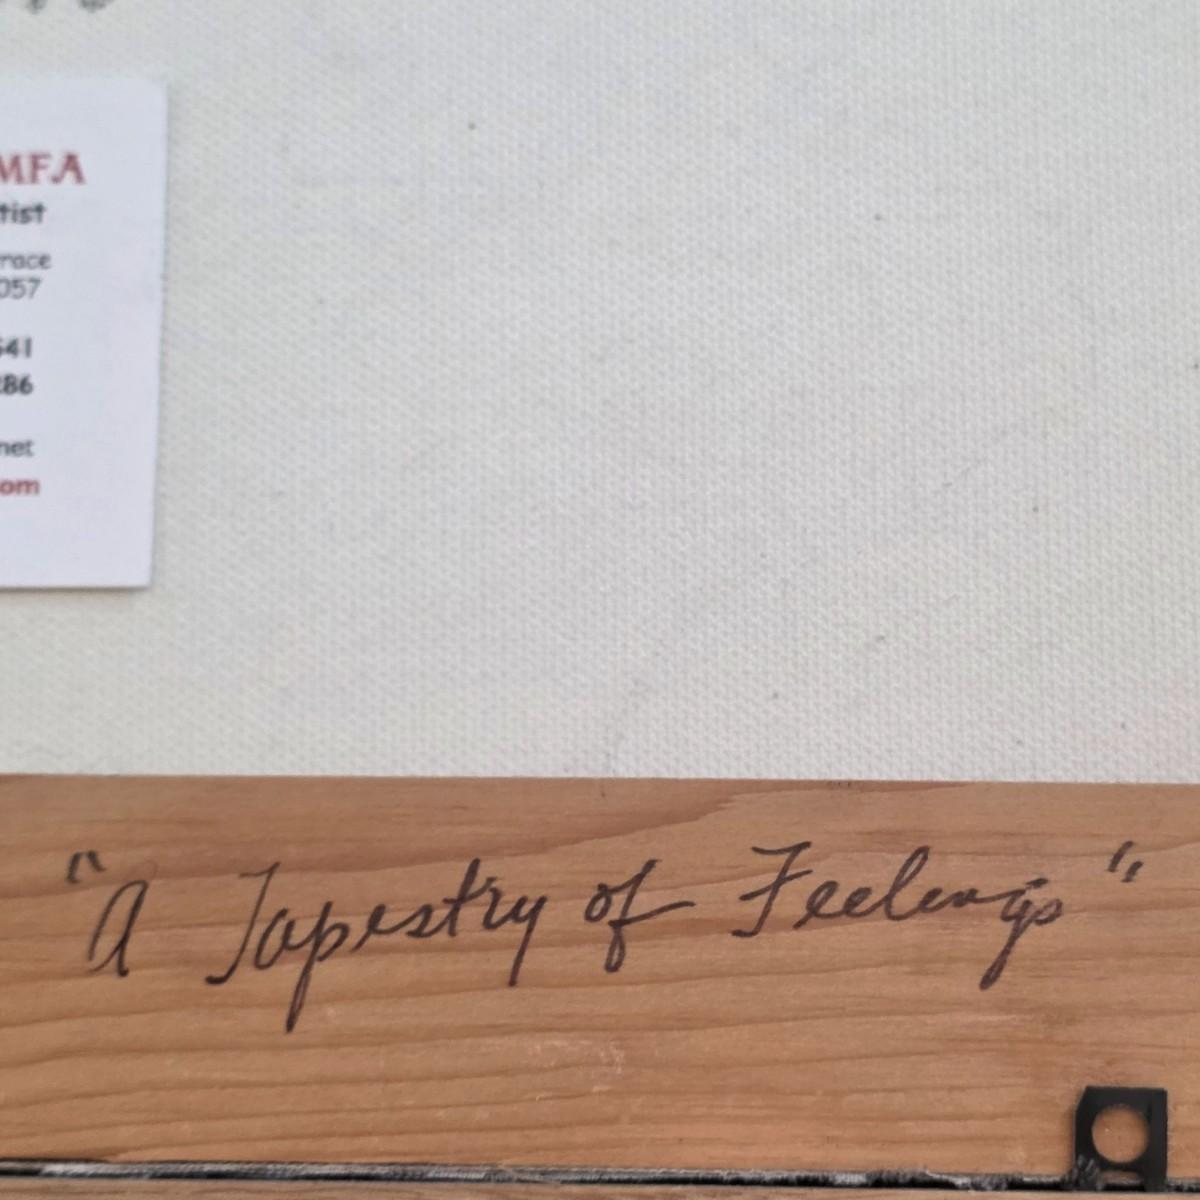 MFA
tist
race
057
641
286
net
om
"A Tapestry of Feelings"